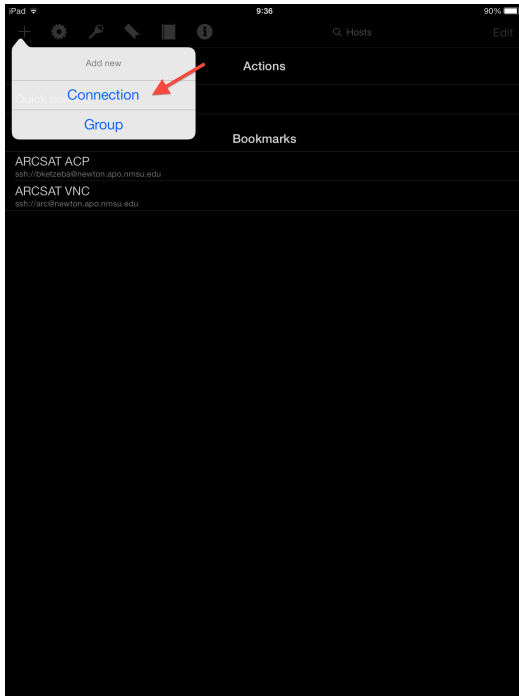 iPad 9:36 90%
Hosts Edit
Add new
Actions
Connection
Quick
Group
Bookmarks
ARCSAT ACP
ssh://bketzeba@newton.apo.nmsu.edu
ARCSAT VNC
ssh://arc@newton.apo.nmsu.edu